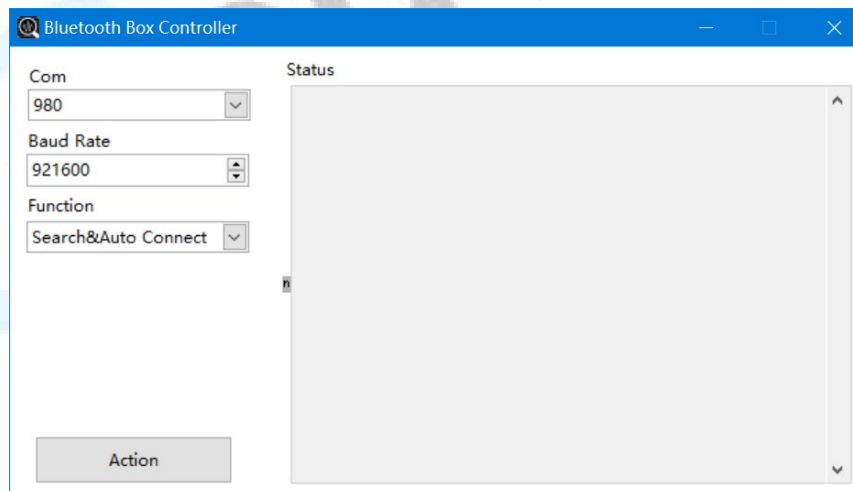 Bluetooth Box Controller
Com
980
Baud Rate
921600
Function
Search&Auto Connect
Action
Status
n